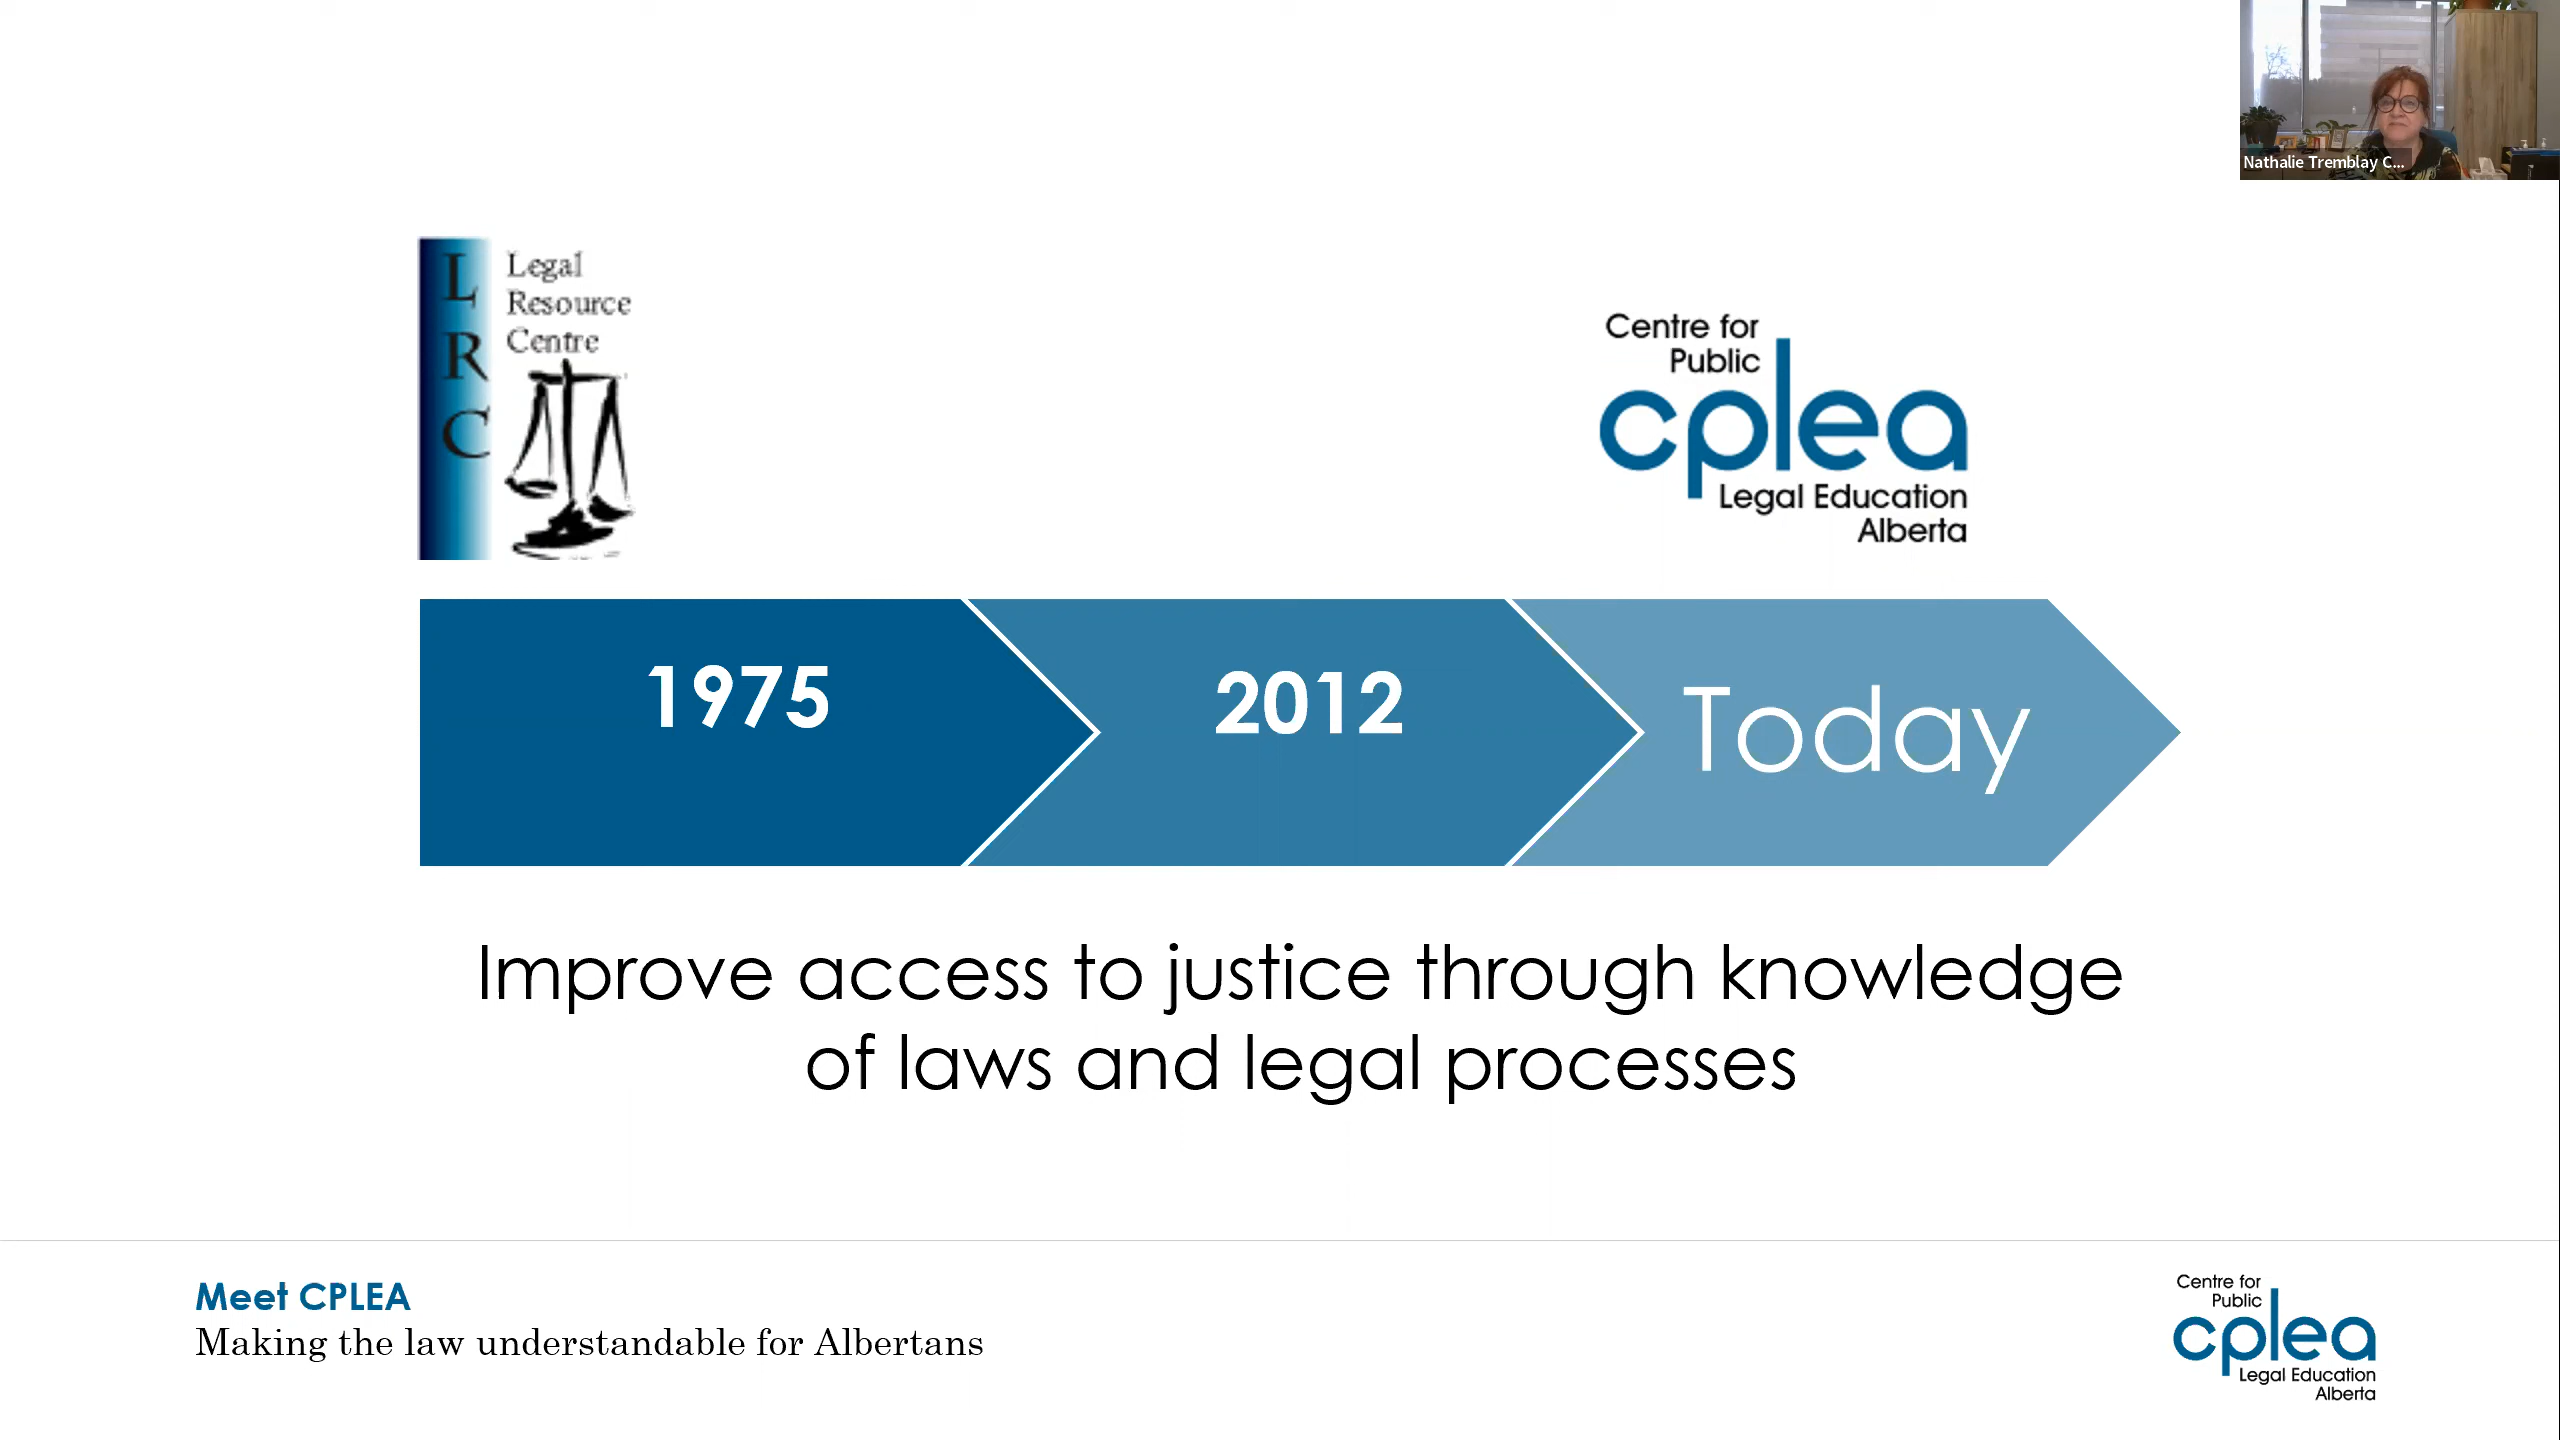 Nathalie Tremblay C...
L
R
C
Legal
Resource
Centre
Centre for
Public
cplea
Legal Education
Alberta
1975
2012
Today
Improve access to justice through knowledge
of laws and legal processes
Meet CPLEA
Making the law understandable for Albertans
Centre for
Public
cplea
Legal Education
Alberta